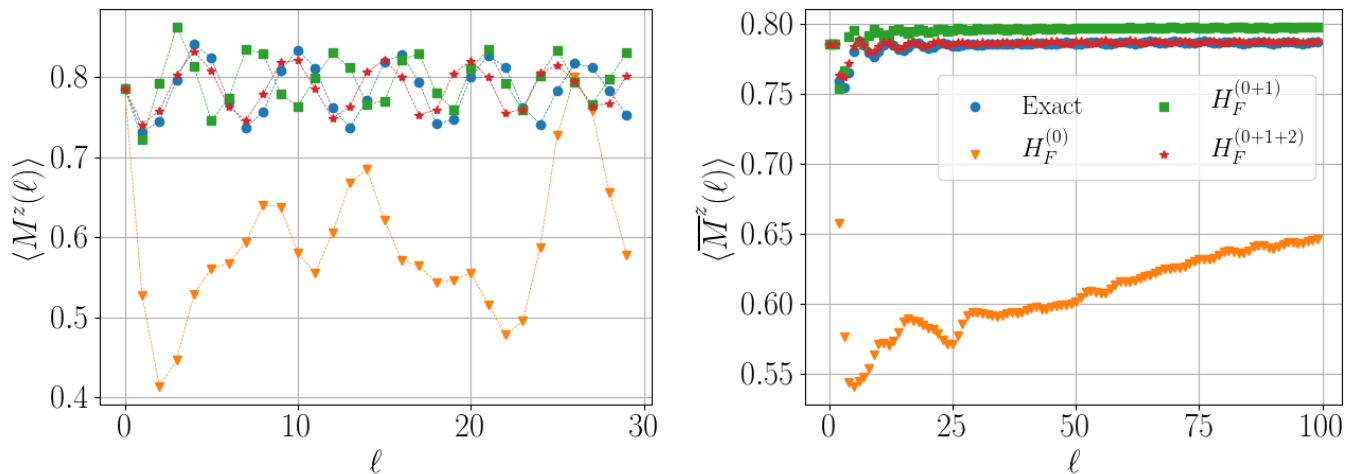 ⟨M^z(ℓ)⟩
0.8
0.7
0.6
0.5
0.4
0 10 20 30
ℓ
⟨\overline{M}^z(ℓ)⟩
0.80
0.75
0.70
0.65
0.60
0.55
Exact H_F^{(0+1)}
H_F^{(0)} H_F^{(0+1+2)}
0 25 50 75 100
ℓ